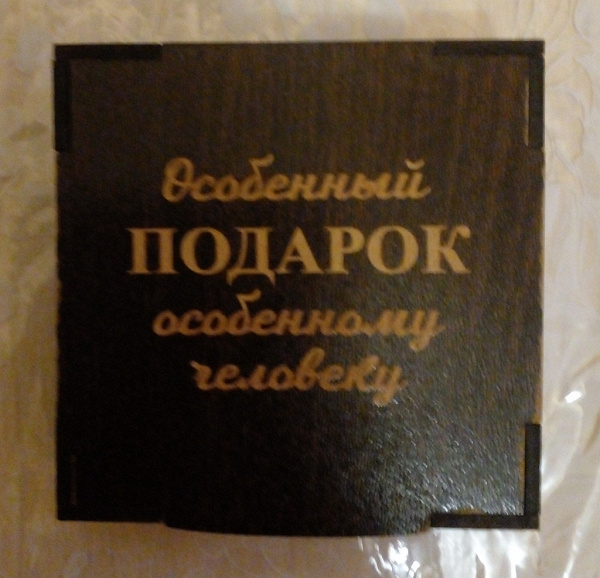 Особенный
ПОДАРОК
особенному
человеку